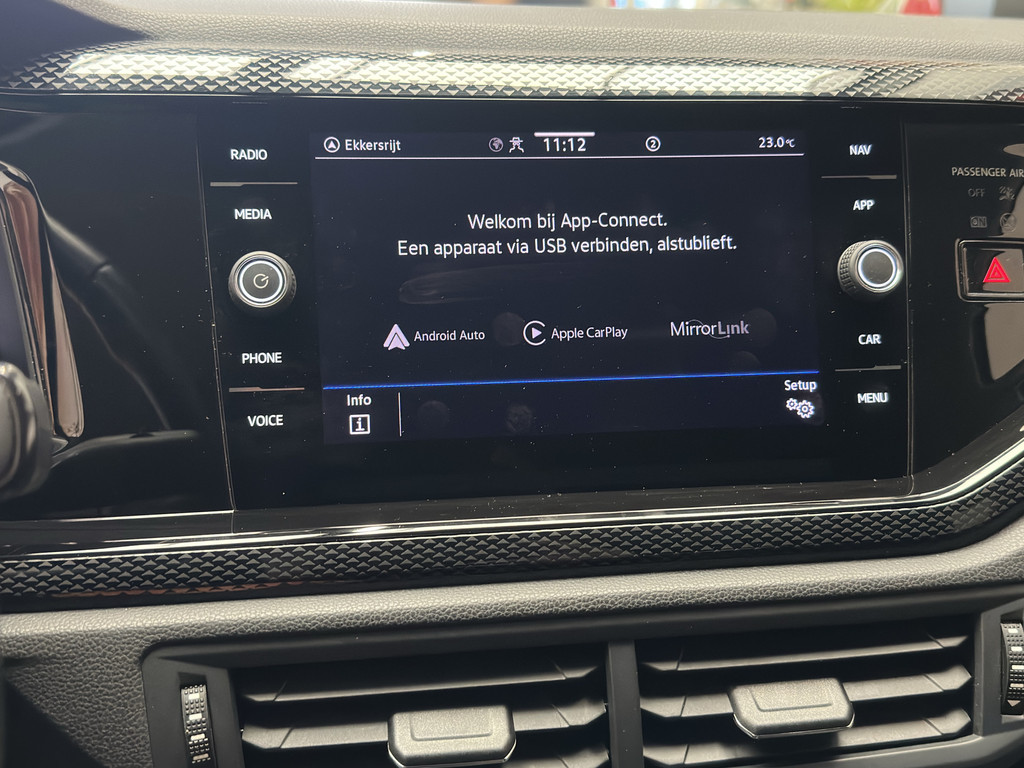 RADIO
MEDIA
PHONE
VOICE
Ekkersrijt
11:12
2
23.0°C
Welkom bij App-Connect.
Een apparaat via USB verbinden, alstublieft.
Android Auto
Apple CarPlay
MirrorLink
Info
i
Setup
NAV
APP
CAR
MENU
PASSENGER AIR
OFF
ON